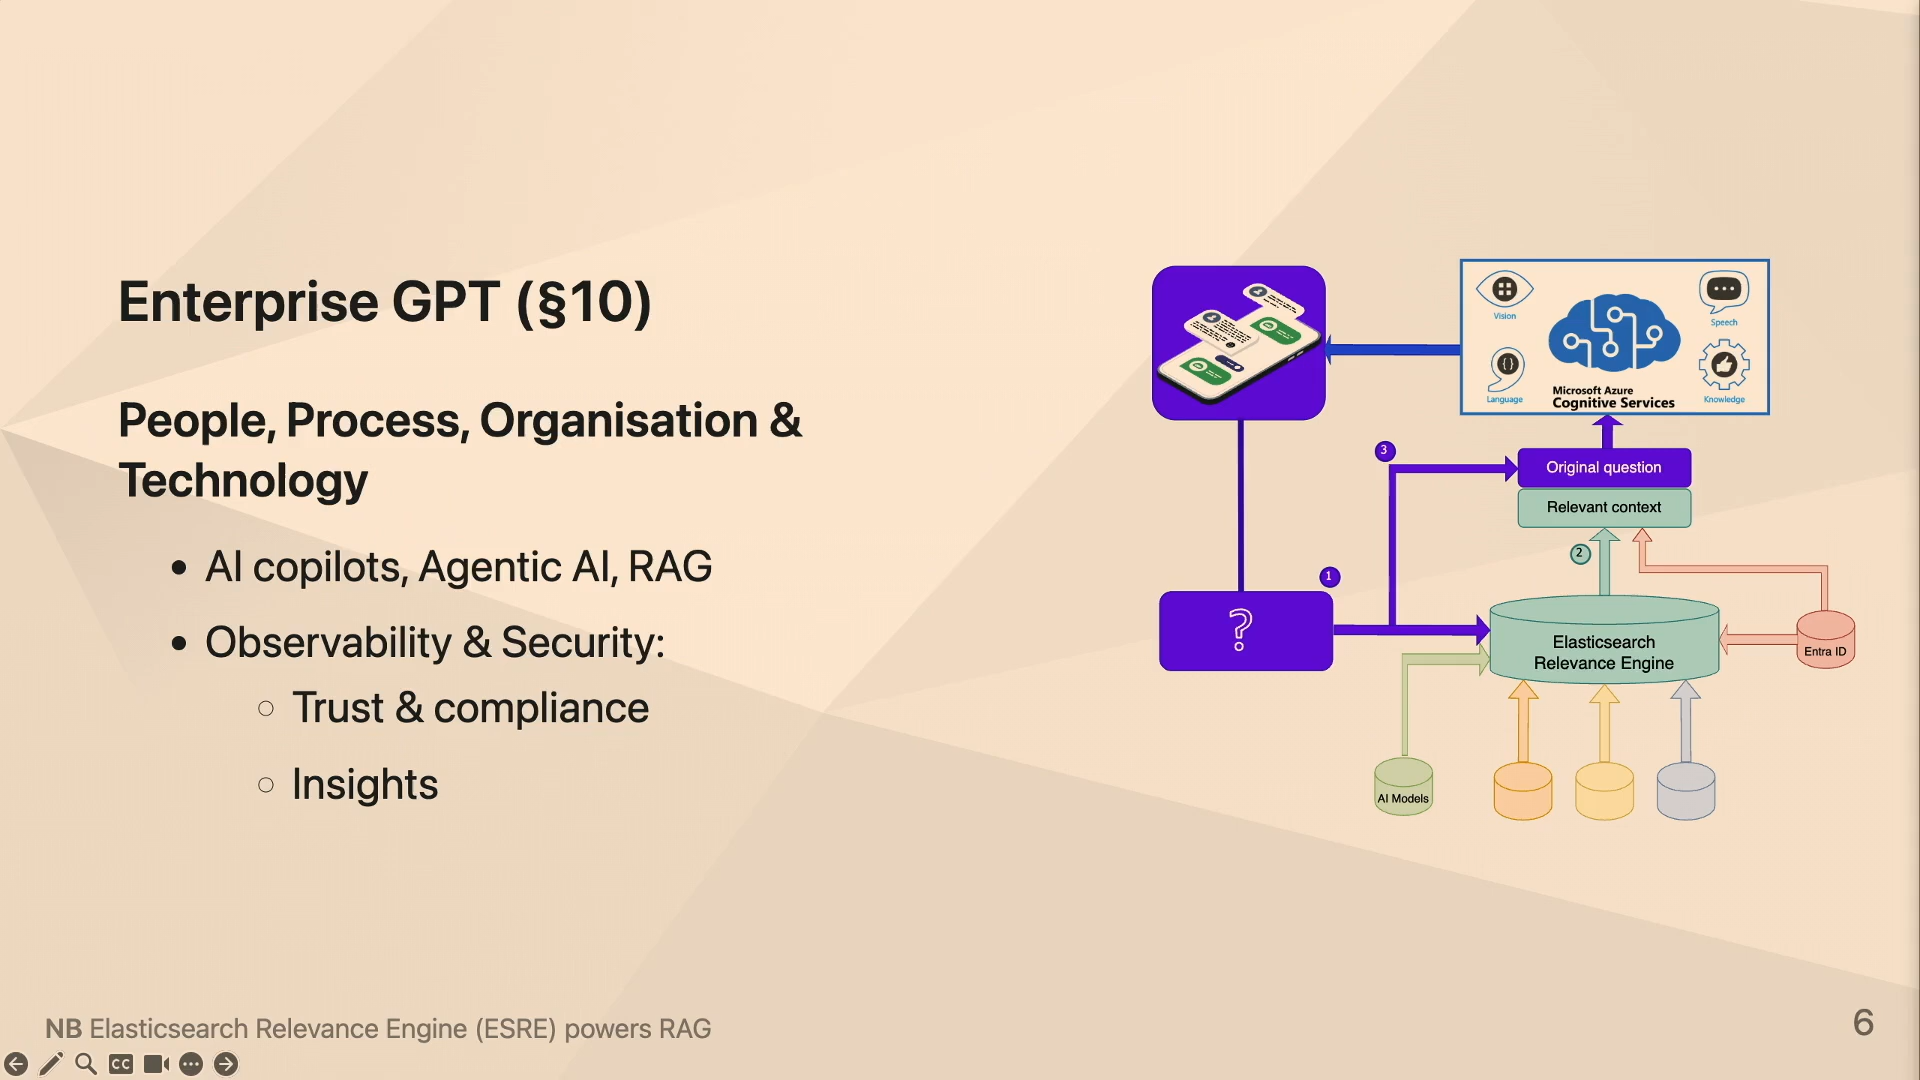 Enterprise GPT (§10)
People, Process, Organisation &
Technology
• AI copilots, Agentic AI, RAG
• Observability & Security:
○ Trust & compliance
○ Insights
Vision
Speech
Language
Knowledge
Microsoft Azure
Cognitive Services
3
Original question
Relevant context
2
1
?
Elasticsearch
Relevance Engine
Entra ID
AI Models
NB Elasticsearch Relevance Engine (ESRE) powers RAG
6
CC